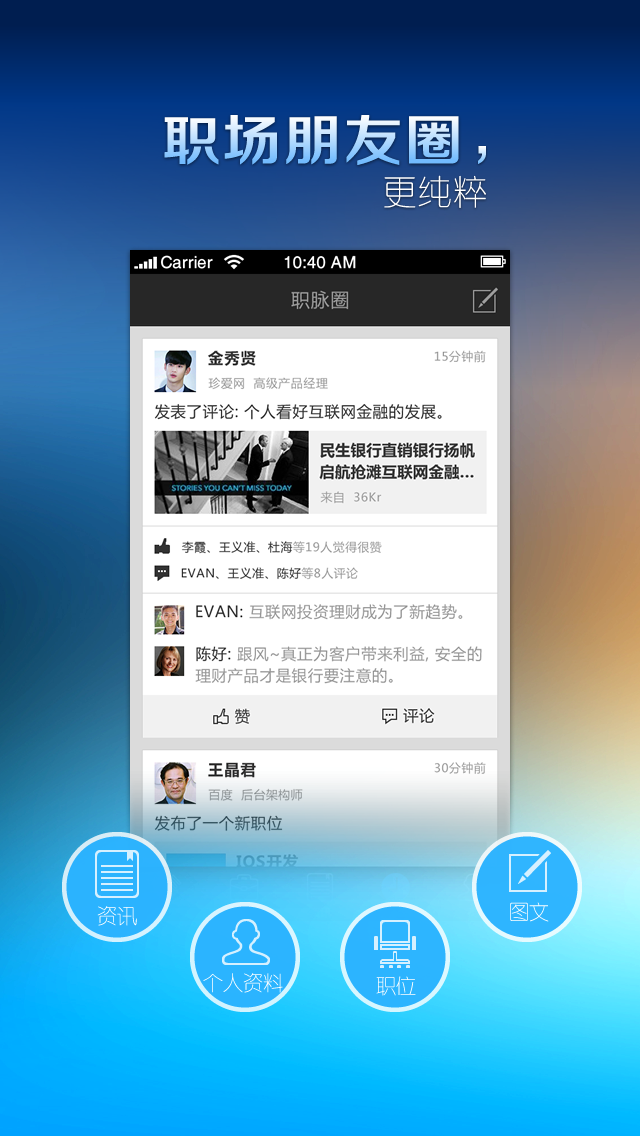 职场朋友圈，
更纯粹
Carrier 10:40 AM
职脉圈
金秀贤 15分钟前
珍爱网 高级产品经理
发表了评论: 个人看好互联网金融的发展。
民生银行直销银行扬帆
启航抢滩互联网金融...
STORIES YOU CAN'T MISS TODAY
来自 36Kr
李霞、王义准、杜海等19人觉得很赞
EVAN、王义准、陈好等8人评论
EVAN: 互联网投资理财成为了新趋势。
陈好: 跟风~真正为客户带来利益, 安全的
理财产品才是银行要注意的。
赞 评论
王晶君 30分钟前
百度 后台架构师
发布了一个新职位
IOS开发
资讯
图文
个人资料
职位